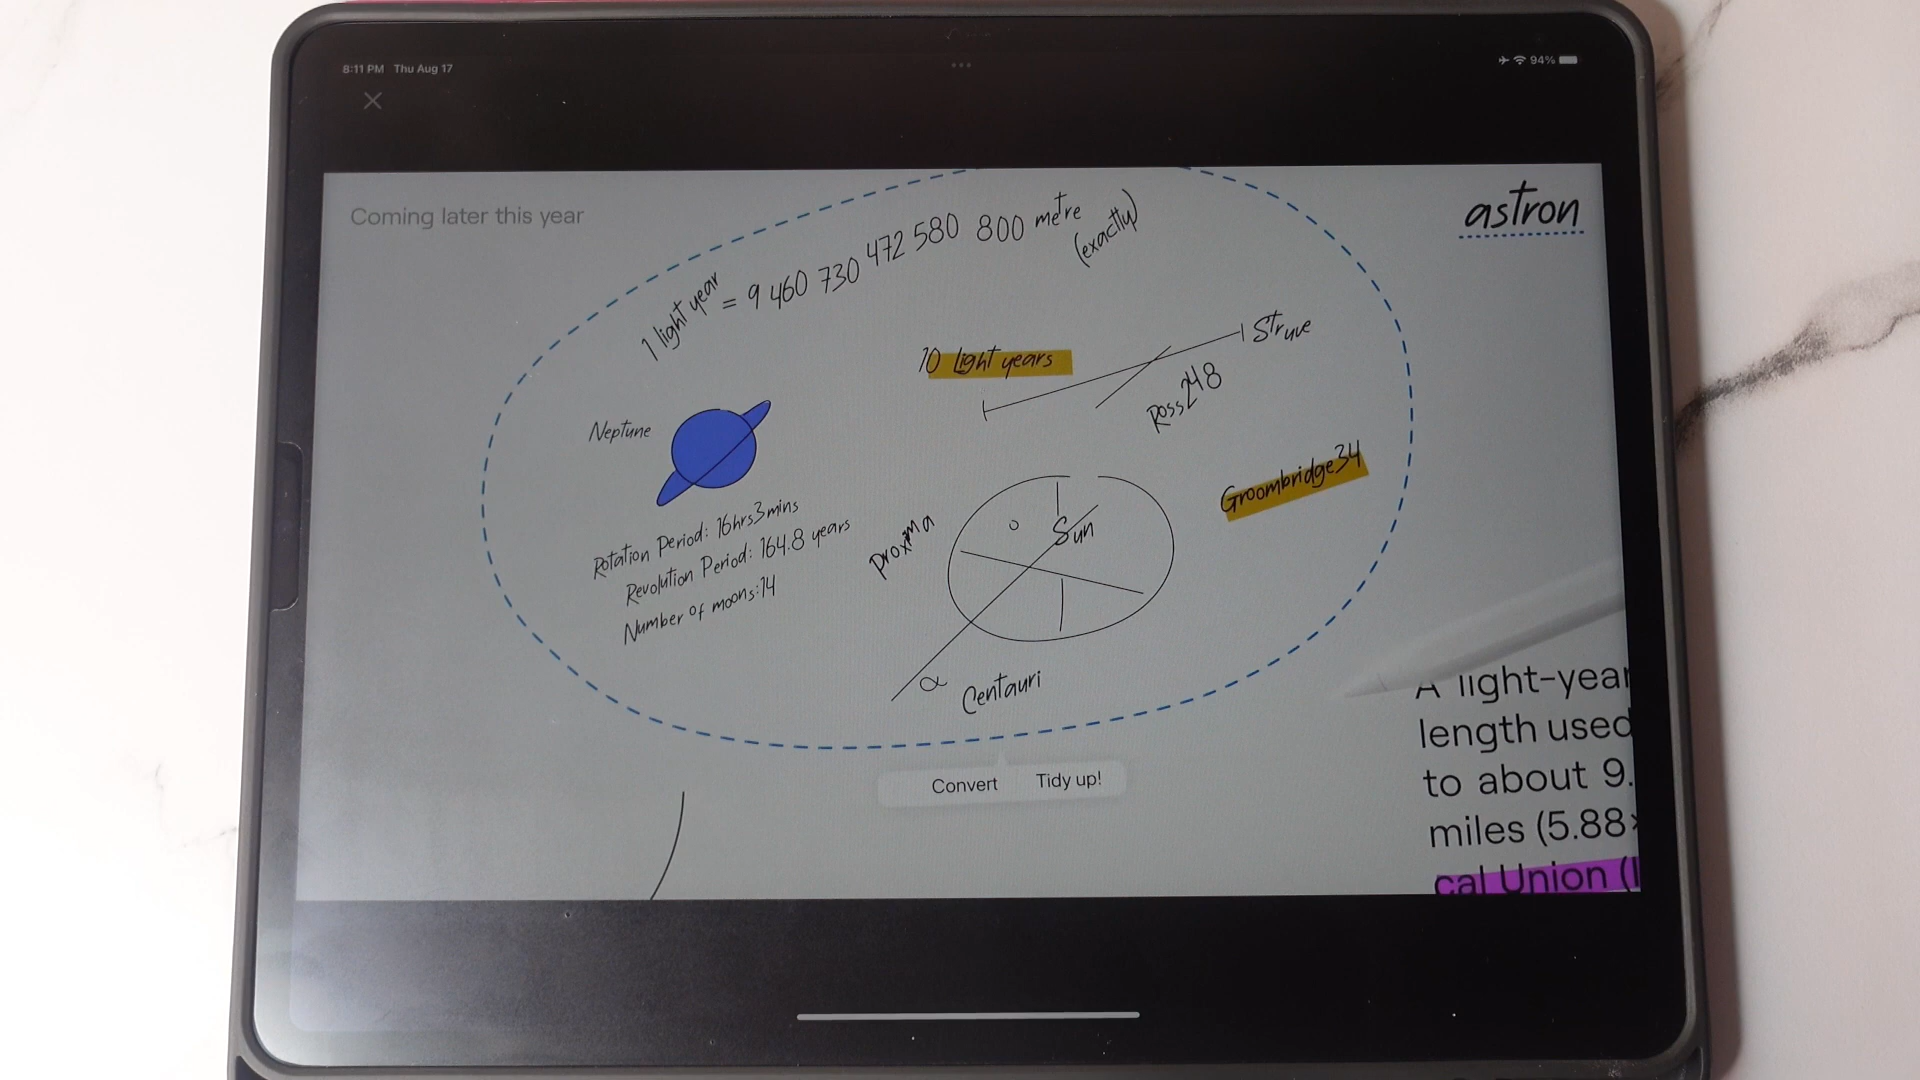 8:11 PM Thu Aug 17
94%
Coming later this year
astron
1 light year = 9 460 730 472 580 800 metre
(exactly)
10 Light years
Struve
Ross248
Neptune
Groombridge34
Rotation Period: 16hrs3mins
Revolution Period: 164.8 years
Number of moons:14
Proxima
Sun
α Centauri
Convert Tidy up!
A light-year
length used
to about 9.
miles (5.88×
cal Union (I